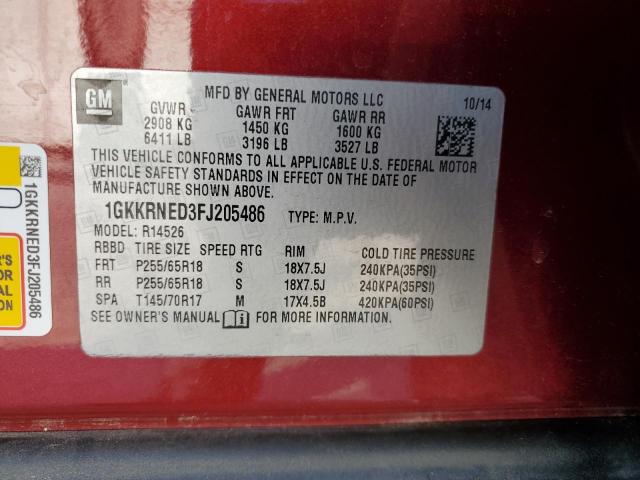 GM
MFD BY GENERAL MOTORS LLC 10/14
GVWR - GAWR FRT GAWR RR
2908 KG 1450 KG 1600 KG
6411 LB 3196 LB 3527 LB
THIS VEHICLE CONFORMS TO ALL APPLICABLE U.S. FEDERAL MOTOR
VEHICLE SAFETY STANDARDS IN EFFECT ON THE DATE OF
MANUFACTURE SHOWN ABOVE.
1GKKRNED3FJ205486 TYPE: M.P.V.
MODEL: R14526
RBBD TIRE SIZE SPEED RTG RIM COLD TIRE PRESSURE
FRT P255/65R18 S 18X7.5J 240KPA(35PSI)
RR P255/65R18 S 18X7.5J 240KPA(35PSI)
SPA T145/70R17 M 17X4.5B 420KPA(60PSI)
SEE OWNER'S MANUAL FOR MORE INFORMATION.
1GKKRNED3FJ205486